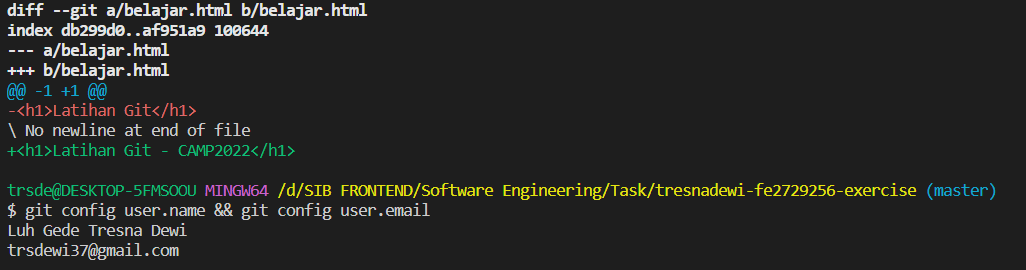 diff --git a/belajar.html b/belajar.html
index db299d0..af951a9 100644
--- a/belajar.html
+++ b/belajar.html
@@ -1 +1 @@
-<h1>Latihan Git</h1>
\ No newline at end of file
+<h1>Latihan Git - CAMP2022</h1>
trsde@DESKTOP-5FMSOOU MINGW64 /d/SIB FRONTEND/Software Engineering/Task/tresnadewi-fe2729256-exercise (master)
$ git config user.name && git config user.email
Luh Gede Tresna Dewi
trsdewi37@gmail.com